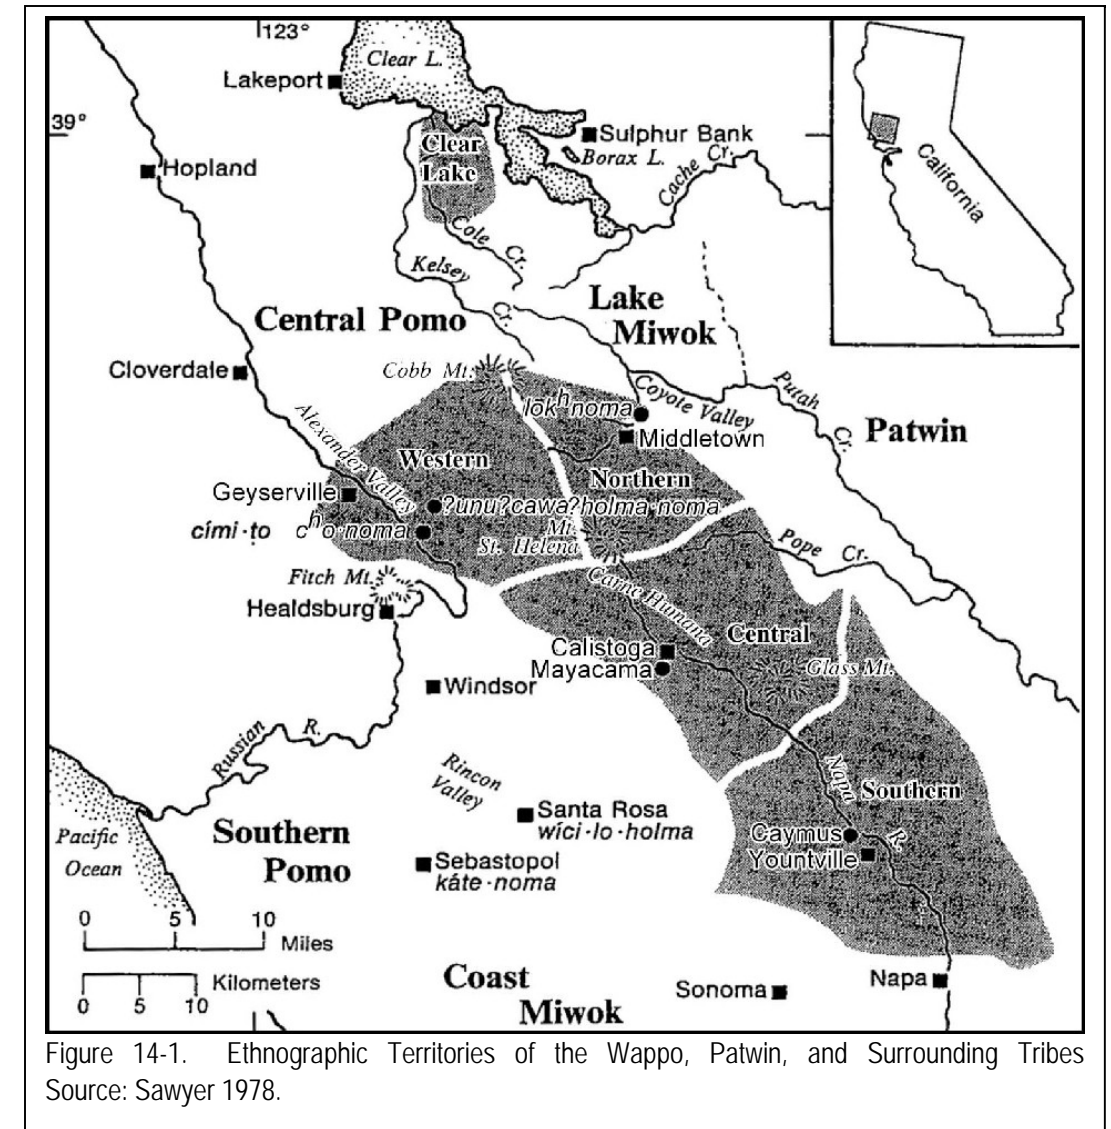 123°
Clear L.
Lakeport
39°
Sulphur Bank
Clear
Lake
Borax L.
Hopland
Cache Cr.
California
Cole Cr.
Kelsey Cr.
Lake
Miwok
Central Pomo
Cobb Mt.
Cloverdale
Putah Cr.
Coyote Valley
lokʰnoma
Patwin
Middletown
Alexander Valley
Western
Northern
Geyserville
ʔunuʔcawaʔholma·noma
cími·ṭo cʰo·noma
Mt.
St. Helena
Pope Cr.
Fitch Mt.
Carne Humana
Healdsburg
Central
Calistoga
Mayacama
Glass Mt.
Windsor
Russian R.
Rincon
Valley
Napa R.
Southern
Santa Rosa
wíci·lo·holma
Southern
Pomo
Caymus
Yountville
Sebastopol
káte·noma
Pacific
Ocean
0 5 10
Miles
Kilometers
0 5 10
Coast
Miwok
Sonoma
Napa
Figure 14-1. Ethnographic Territories of the Wappo, Patwin, and Surrounding Tribes
Source: Sawyer 1978.